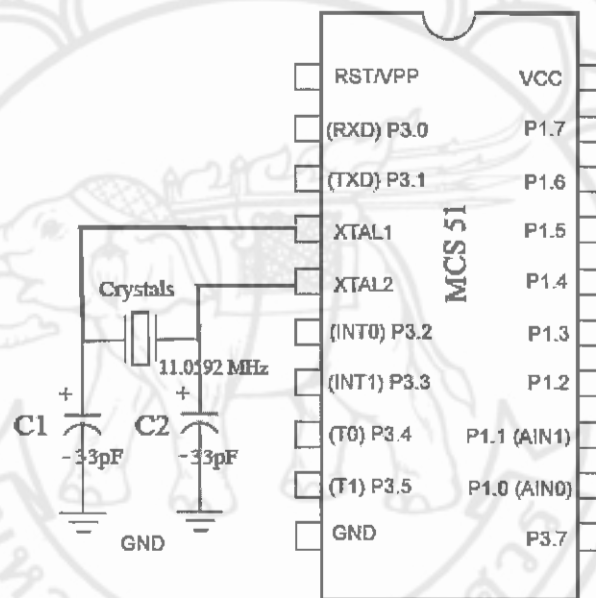 RST/VPP VCC
(RXD) P3.0 P1.7
(TXD) P3.1 P1.6
XTAL1 P1.5
XTAL2 P1.4
(INT0) P3.2 P1.3
(INT1) P3.3 P1.2
(T0) P3.4 P1.1 (AIN1)
(T1) P3.5 P1.0 (AIN0)
GND P3.7
MCS 51
Crystals
11.0592 MHz
+ +
C1 C2
-33pF -33pF
GND